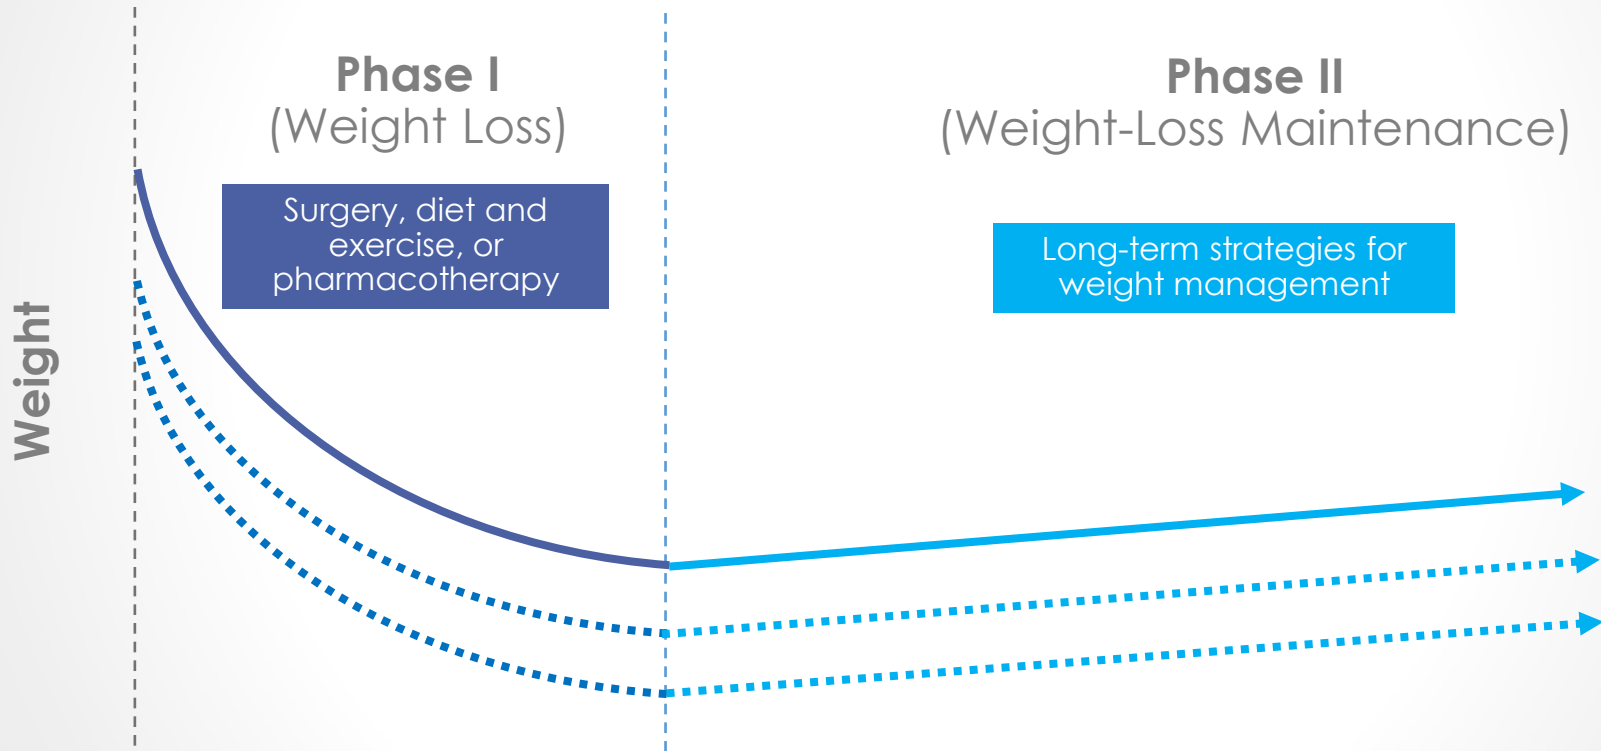 Phase I
(Weight Loss)
Surgery, diet and
exercise, or
pharmacotherapy
Phase II
(Weight-Loss Maintenance)
Long-term strategies for
weight management
Weight